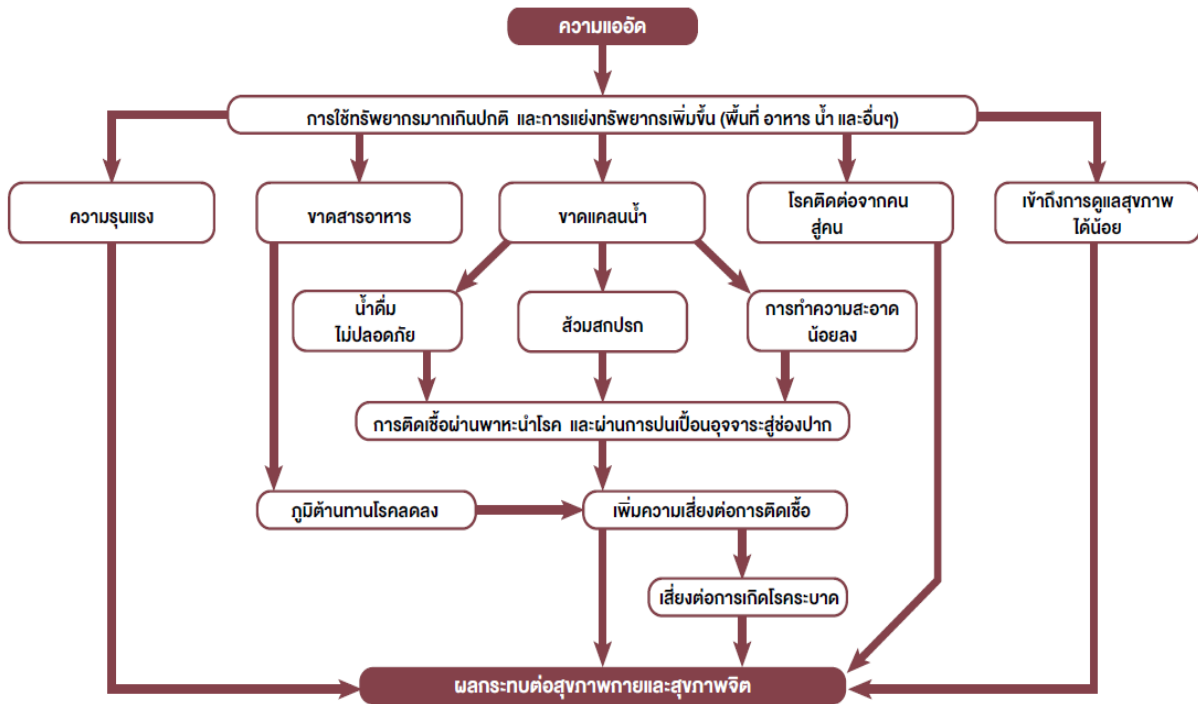 ความแออัด
การใช้ทรัพยากรมากเกินปกติ และการแย่งทรัพยากรเพิ่มขึ้น (พื้นที่ อาหาร น้ำ และอื่นๆ)
ความรุนแรง
ขาดสารอาหาร
ขาดแคลนน้ำ
โรคติดต่อจากคน
สู่คน
เข้าถึงการดูแลสุขภาพ
ได้น้อย
น้ำดื่ม
ไม่ปลอดภัย
ส้วมสกปรก
การทำความสะอาด
น้อยลง
การติดเชื้อผ่านพาหะนำโรค และผ่านการปนเปื้อนอุจจาระสู่ช่องปาก
ภูมิต้านทานโรคลดลง
เพิ่มความเสี่ยงต่อการติดเชื้อ
เสี่ยงต่อการเกิดโรคระบาด
ผลกระทบต่อสุขภาพกายและสุขภาพจิต